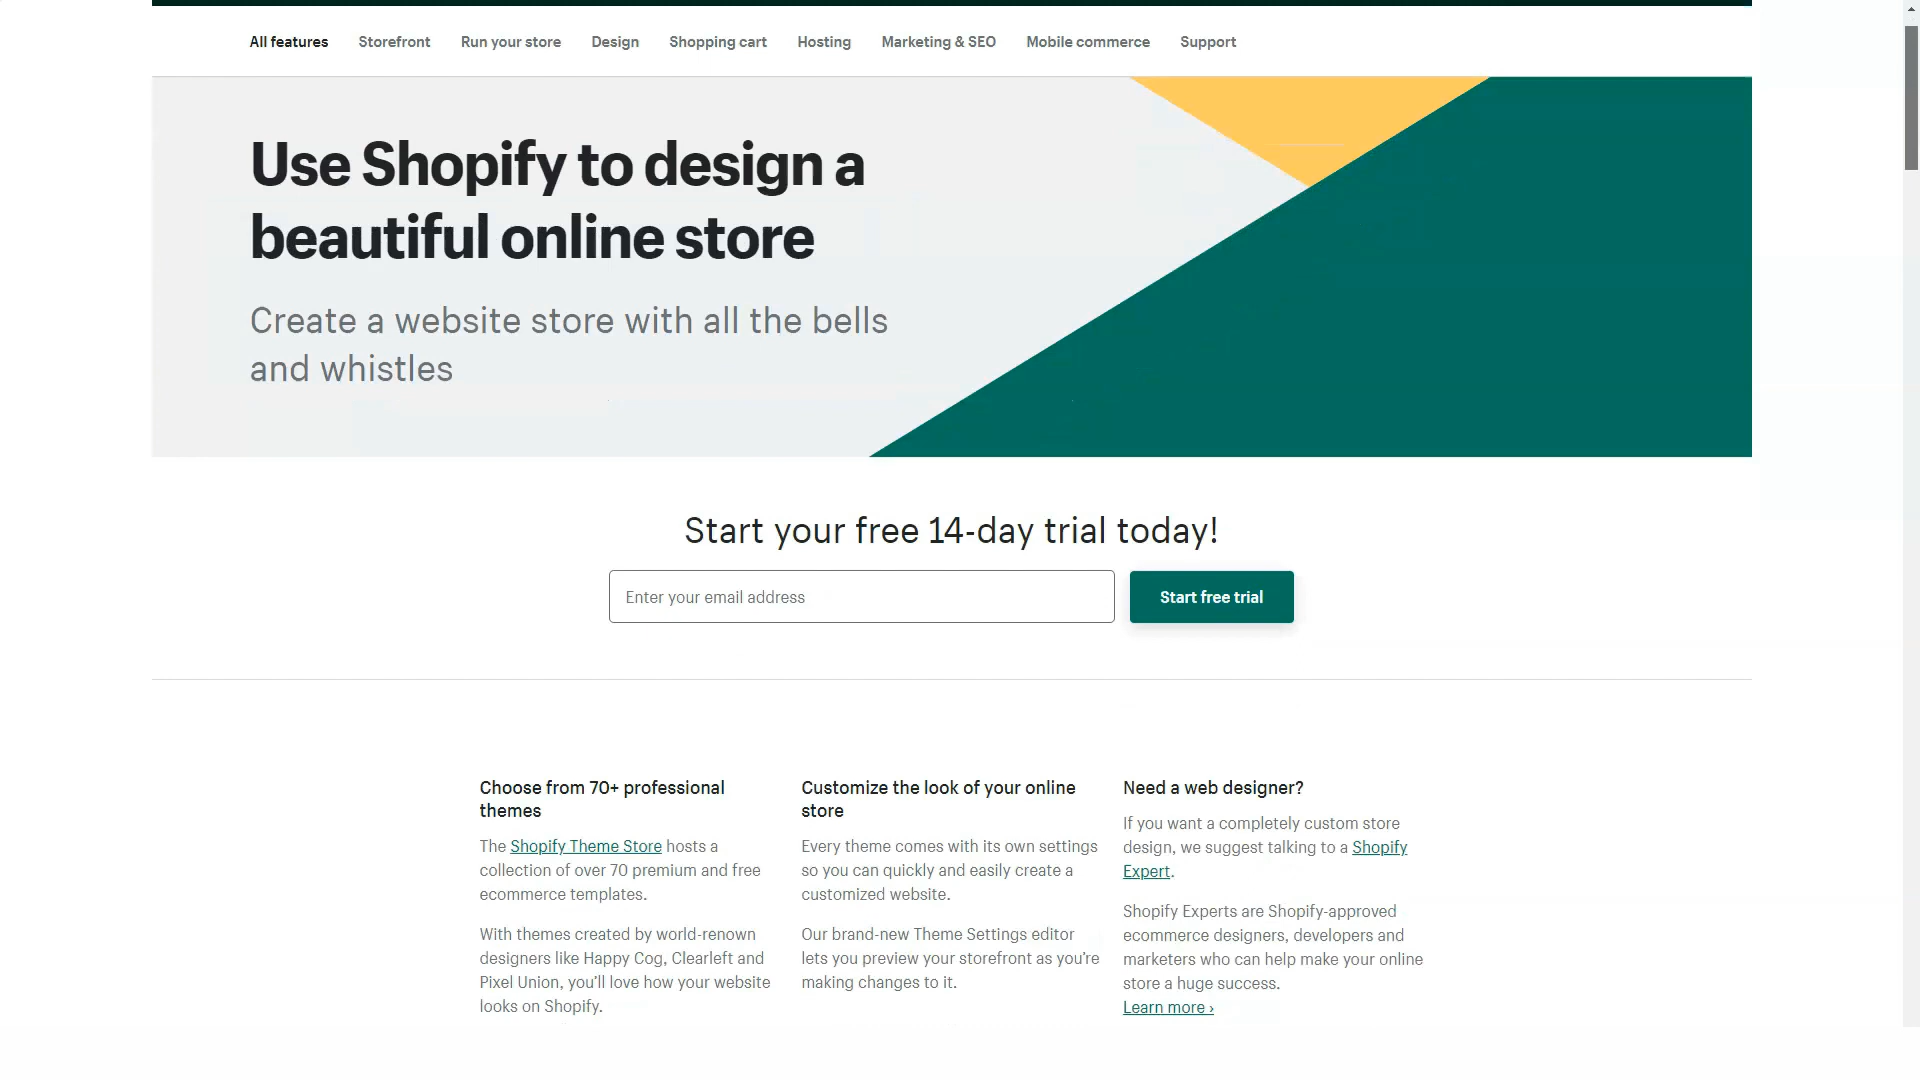 All features Storefront Run your store Design Shopping cart Hosting Marketing & SEO Mobile commerce Support
Use Shopify to design a
beautiful online store
Create a website store with all the bells
and whistles
Start your free 14-day trial today!
Enter your email address
Start free trial
Choose from 70+ professional
themes
The Shopify Theme Store hosts a
collection of over 70 premium and free
ecommerce templates.
With themes created by world-renown
designers like Happy Cog, Clearleft and
Pixel Union, you'll love how your website
looks on Shopify.
Customize the look of your online
store
Every theme comes with its own settings
so you can quickly and easily create a
customized website.
Our brand-new Theme Settings editor
lets you preview your storefront as you're
making changes to it.
Need a web designer?
If you want a completely custom store
design, we suggest talking to a Shopify
Expert.
Shopify Experts are Shopify-approved
ecommerce designers, developers and
marketers who can help make your online
store a huge success.
Learn more ›